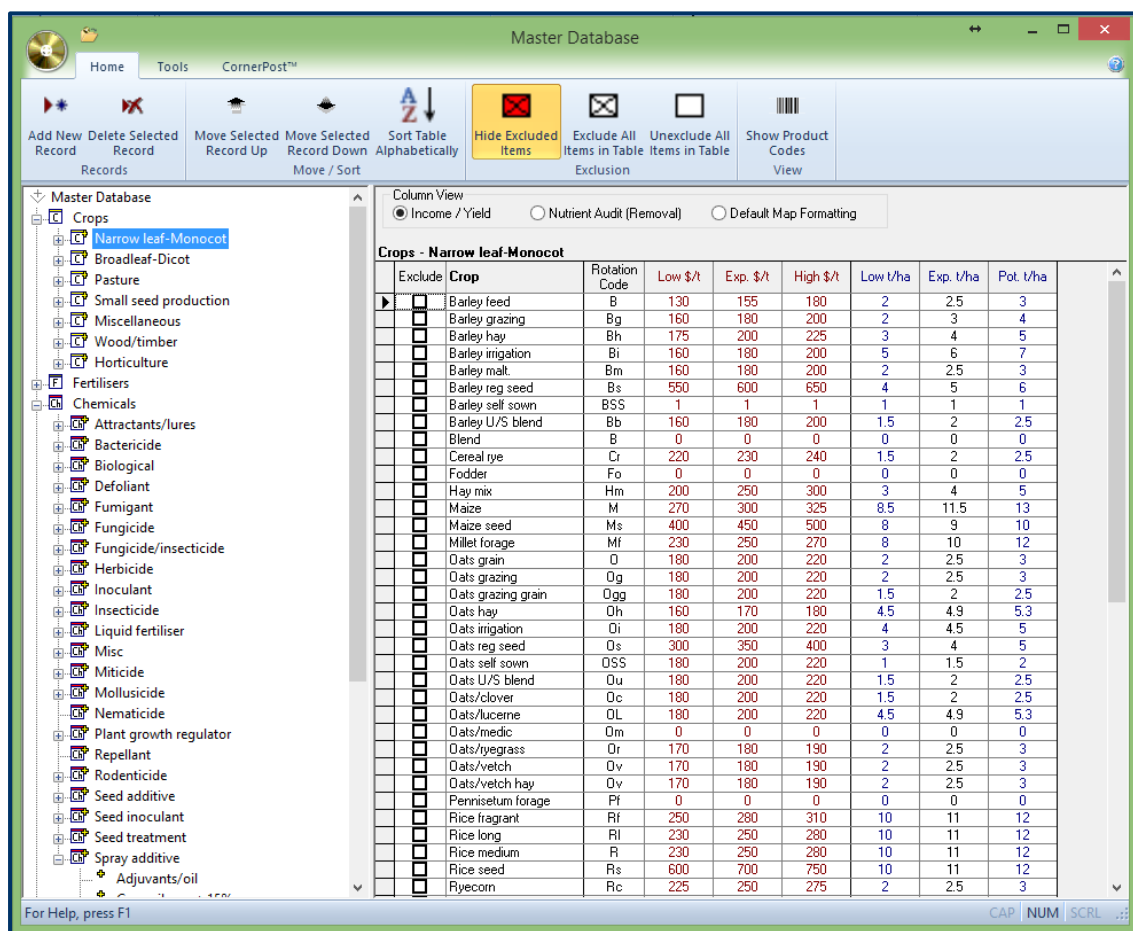 Master Database
Home Tools CornerPost™
Add New Record
Delete Selected Record
Move Selected Record Up
Move Selected Record Down
Sort Table Alphabetically
Hide Excluded Items
Exclude All Items in Table
Unexclude All Items in Table
Show Product Codes
Records Move / Sort Exclusion View
Master Database
Crops
Narrow leaf-Monocot
Broadleaf-Dicot
Pasture
Small seed production
Miscellaneous
Wood/timber
Horticulture
Fertilisers
Chemicals
Attractants/lures
Bactericide
Biological
Defoliant
Fumigant
Fungicide
Fungicide/insecticide
Herbicide
Inoculant
Insecticide
Liquid fertiliser
Misc
Miticide
Mollusicide
Nematicide
Plant growth regulator
Repellant
Rodenticide
Seed additive
Seed inoculant
Seed treatment
Spray additive
Adjuvants/oil
Column View
Income / Yield Nutrient Audit (Removal) Default Map Formatting
Crops - Narrow leaf-Monocot
Exclude Crop Rotation Code Low $/t Exp. $/t High $/t Low t/ha Exp. t/ha Pot. t/ha
Barley feed B 130 155 180 2 2.5 3
Barley grazing Bg 160 180 200 2 3 4
Barley hay Bh 175 200 225 3 4 5
Barley irrigation Bi 160 180 200 5 6 7
Barley malt. Bm 160 180 200 2 2.5 3
Barley reg seed Bs 550 600 650 4 5 6
Barley self sown BSS 1 1 1 1 1 1
Barley U/S blend Bb 160 180 200 1.5 2 2.5
Blend B 0 0 0 0 0 0
Cereal rye Cr 220 230 240 1.5 2 2.5
Fodder Fo 0 0 0 0 0 0
Hay mix Hm 200 250 300 3 4 5
Maize M 270 300 325 8.5 11.5 13
Maize seed Ms 400 450 500 8 9 10
Millet forage Mf 230 250 270 8 10 12
Oats grain O 180 200 220 2 2.5 3
Oats grazing Og 180 200 220 2 2.5 3
Oats grazing grain Ogg 180 200 220 1.5 2 2.5
Oats hay Oh 160 170 180 4.5 4.9 5.3
Oats irrigation Oi 180 200 220 4 4.5 5
Oats reg seed Os 300 350 400 3 4 5
Oats self sown OSS 180 200 220 1 1.5 2
Oats U/S blend Ou 180 200 220 1.5 2 2.5
Oats/clover Oc 180 200 220 1.5 2 2.5
Oats/lucerne OL 180 200 220 4.5 4.9 5.3
Oats/medic Om 0 0 0 0 0 0
Oats/ryegrass Or 170 180 190 2 2.5 3
Oats/vetch Ov 170 180 190 2 2.5 3
Oats/vetch hay Ov 170 180 190 2 2.5 3
Pennisetum forage Pf 0 0 0 0 0 0
Rice fragrant Rf 250 280 310 10 11 12
Rice long Rl 230 250 280 10 11 12
Rice medium R 230 250 280 10 11 12
Rice seed Rs 600 700 750 10 11 12
Ryecorn Rc 225 250 275 2 2.5 3
For Help, press F1 CAP NUM SCRL